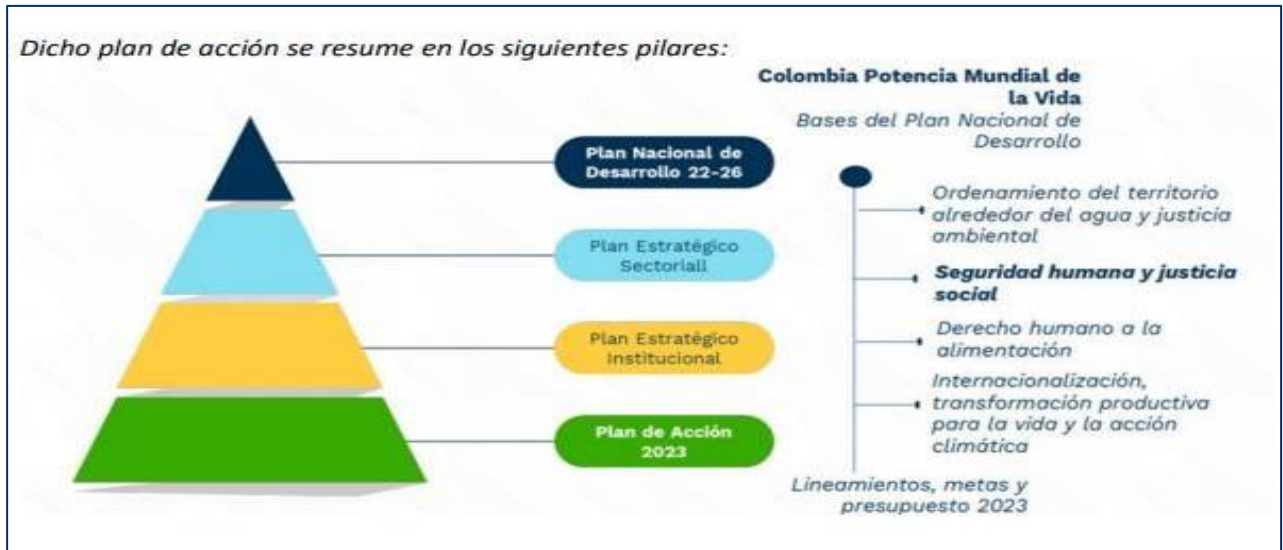 Dicho plan de acción se resume en los siguientes pilares:
Plan Nacional de
Desarrollo 22-26
Plan Estratégico
Sectoriall
Plan Estratégico
Institucional
Plan de Acción
2023
Colombia Potencia Mundial de
la Vida
Bases del Plan Nacional de
Desarrollo
Ordenamiento del territorio
alrededor del agua y justicia
ambiental
Seguridad humana y justicia
social
Derecho humano a la
alimentación
Internacionalización,
transformación productiva
para la vida y la acción
climática
Lineamientos, metas y
presupuesto 2023